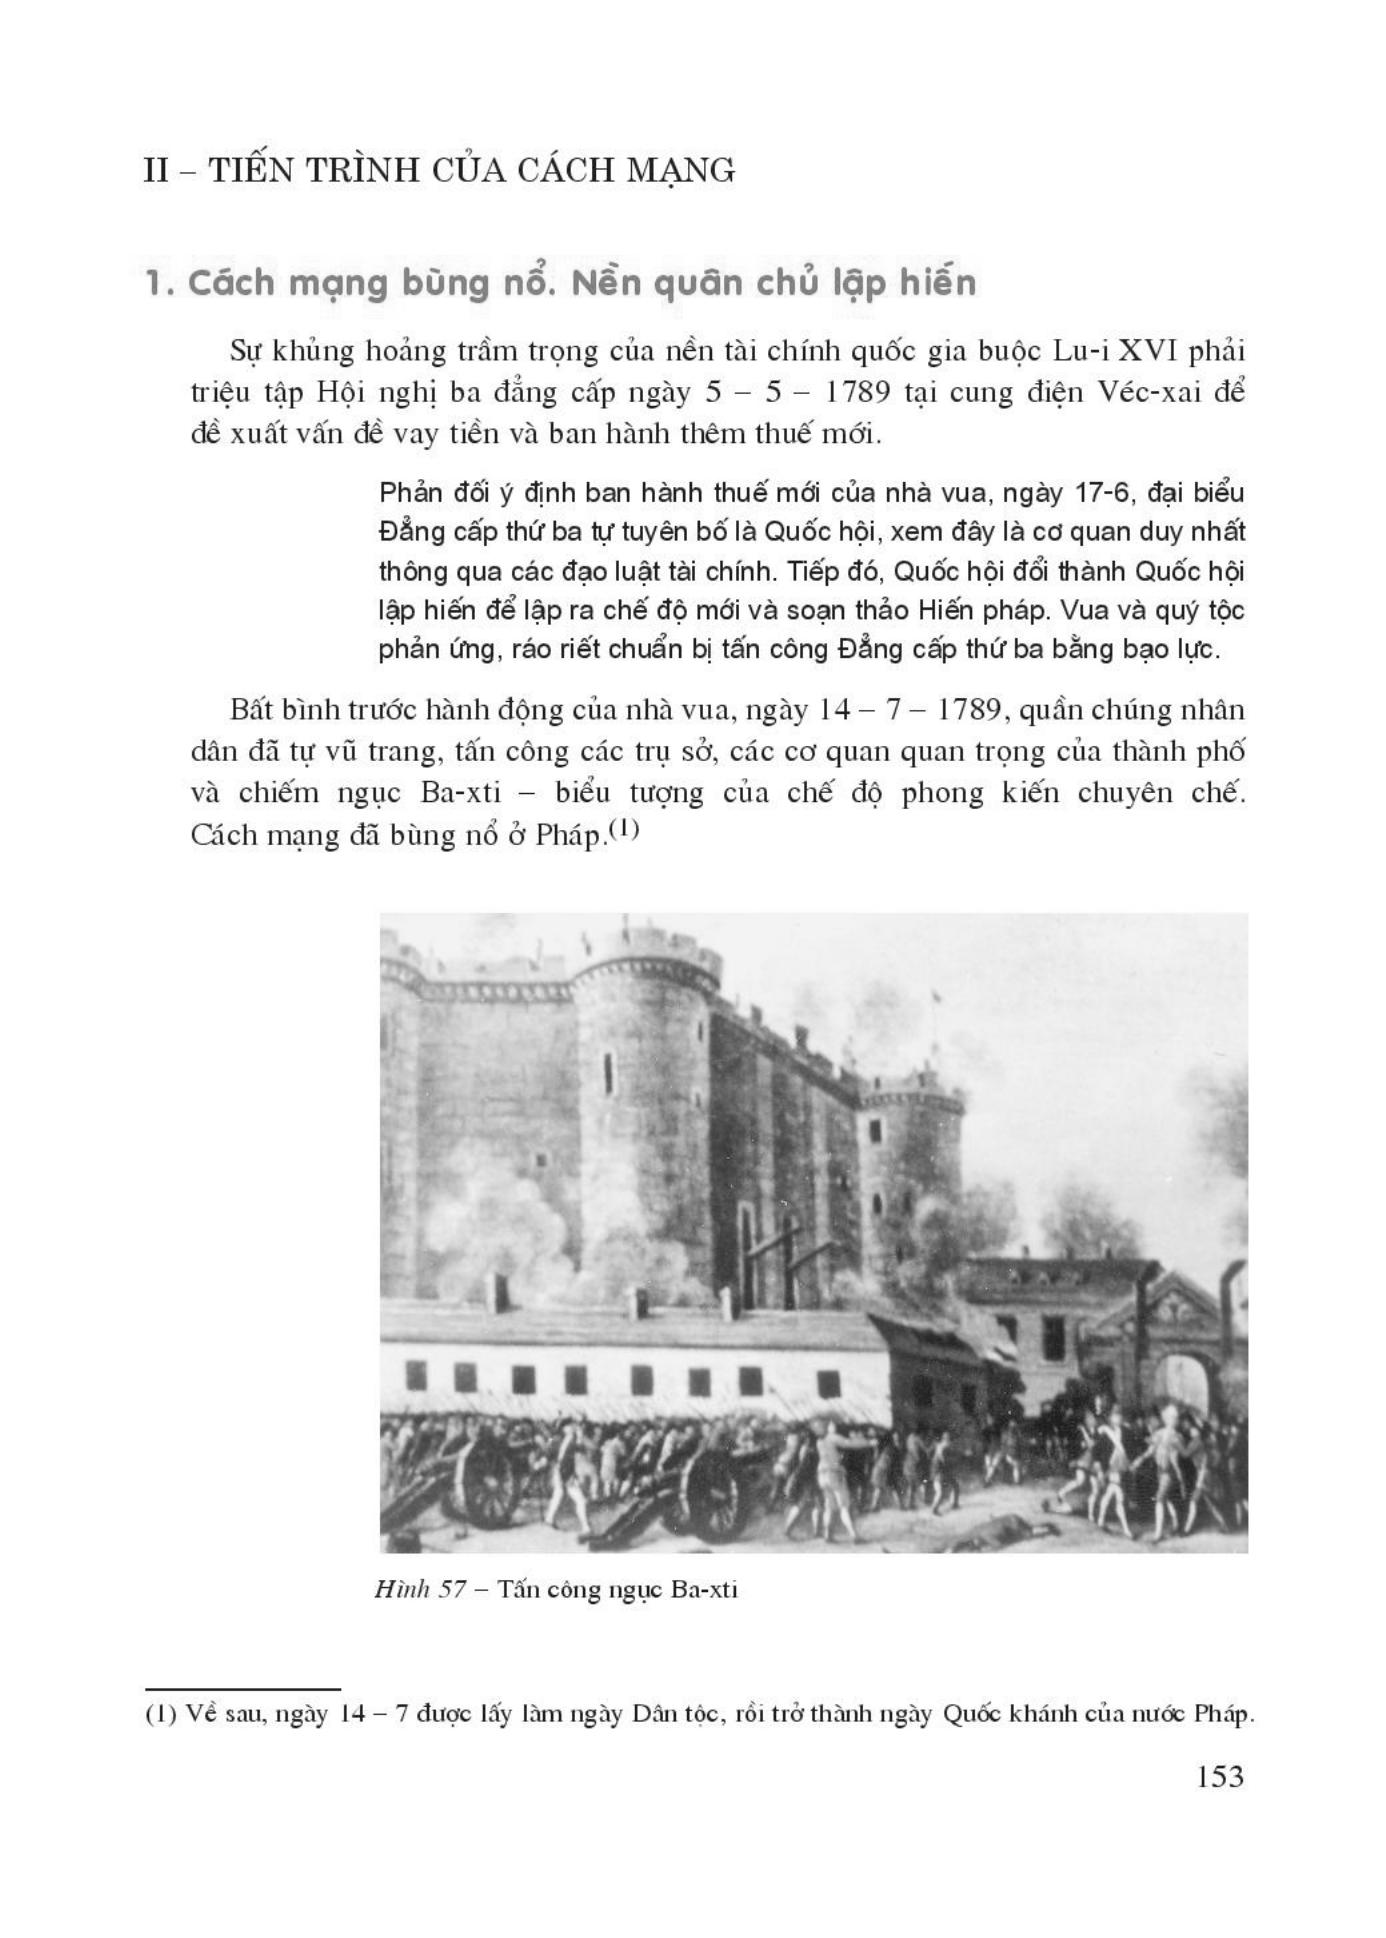 II – TIẾN TRÌNH CỦA CÁCH MẠNG
1. Cách mạng bùng nổ. Nền quân chủ lập hiến
Sự khủng hoảng trầm trọng của nền tài chính quốc gia buộc Lu-i XVI phải
triệu tập Hội nghị ba đẳng cấp ngày 5 – 5 – 1789 tại cung điện Véc-xai để
đề xuất vấn đề vay tiền và ban hành thêm thuế mới.
Phản đối ý định ban hành thuế mới của nhà vua, ngày 17-6, đại biểu
Đẳng cấp thứ ba tự tuyên bố là Quốc hội, xem đây là cơ quan duy nhất
thông qua các đạo luật tài chính. Tiếp đó, Quốc hội đổi thành Quốc hội
lập hiến để lập ra chế độ mới và soạn thảo Hiến pháp. Vua và quý tộc
phản ứng, ráo riết chuẩn bị tấn công Đẳng cấp thứ ba bằng bạo lực.
Bất bình trước hành động của nhà vua, ngày 14 – 7 – 1789, quần chúng nhân
dân đã tự vũ trang, tấn công các trụ sở, các cơ quan quan trọng của thành phố
và chiếm ngục Ba-xti – biểu tượng của chế độ phong kiến chuyên chế.
Cách mạng đã bùng nổ ở Pháp.(1)
Hình 57 – Tấn công ngục Ba-xti
(1) Về sau, ngày 14 – 7 được lấy làm ngày Dân tộc, rồi trở thành ngày Quốc khánh của nước Pháp.
153